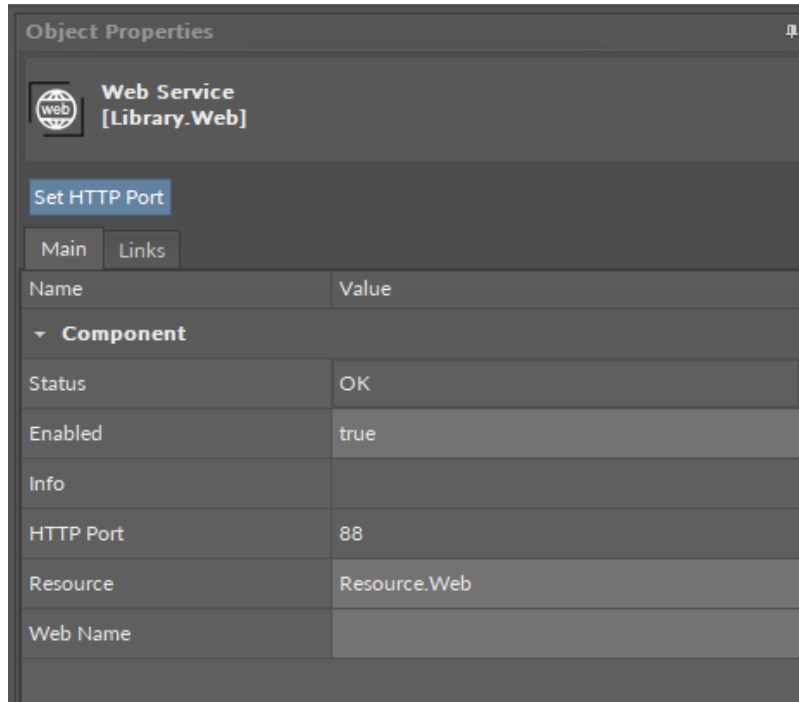 Object Properties
web
Web Service
[Library.Web]
Set HTTP Port
Main Links
Name Value
Component
Status OK
Enabled true
Info
HTTP Port 88
Resource Resource.Web
Web Name